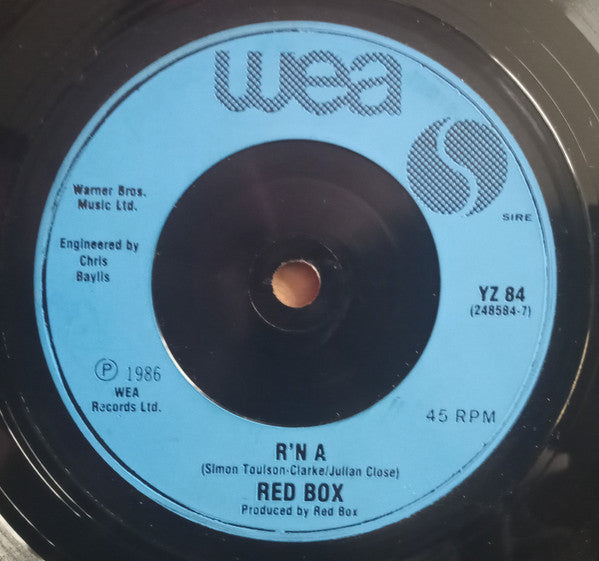 wea
SIRE
Warner Bros.
Music Ltd.
Engineered by
Chris
Baylis
YZ 84
(248584-7)
Ⓟ 1986
WEA
Records Ltd.
45 RPM
R'N A
(Simon Toulson-Clarke/Julian Close)
RED BOX
Produced by Red Box